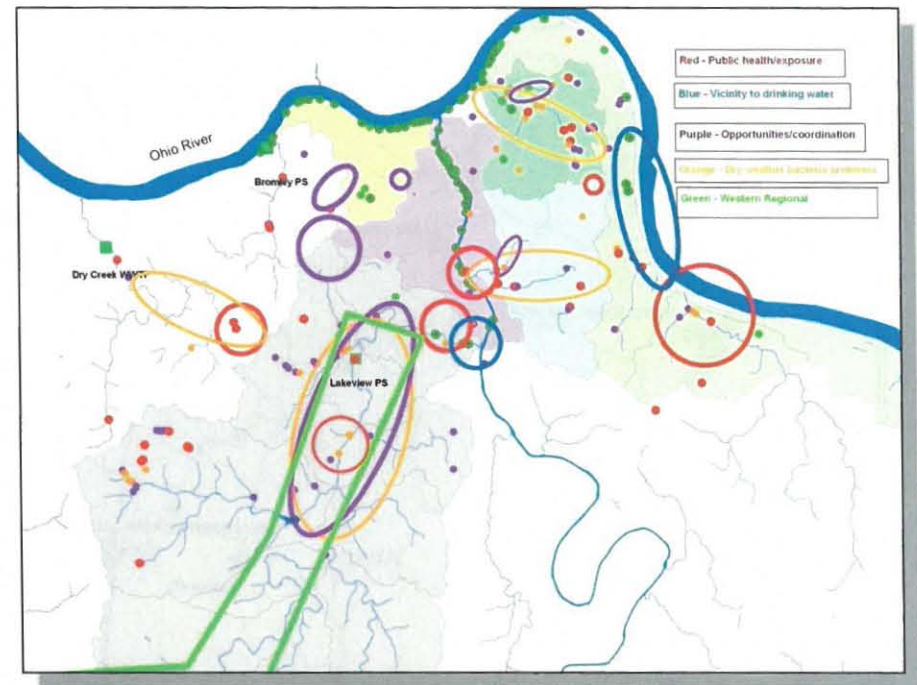 Red - Public health/exposure
Blue - Vicinity to drinking water
Ohio River
Purple - Opportunities/coordination
Orange - Dry weather bacteria problems
Bromley PS
Green - Western Regional
Dry Creek WWTP
Lakeview PS